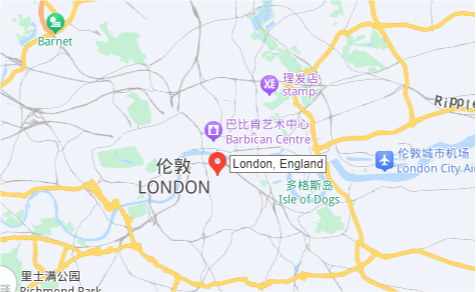 Barnet
理发店
stamp
Ripple
巴比肯艺术中心
Barbican Centre
伦敦
LONDON
London, England
伦敦城市机场
London City Air
多格斯岛
Isle of Dogs
里士满公园
Richmond Park